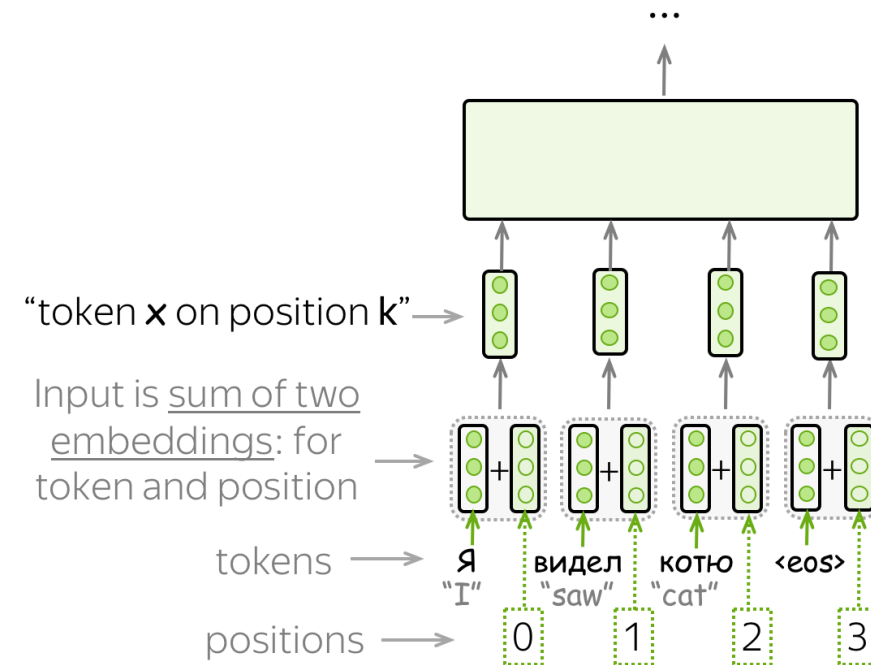 ...
“token x on position k”
Input is sum of two
embeddings: for
token and position
+ + + +
tokens Я видел котю <eos>
“I” “saw” “cat”
positions 0 1 2 3